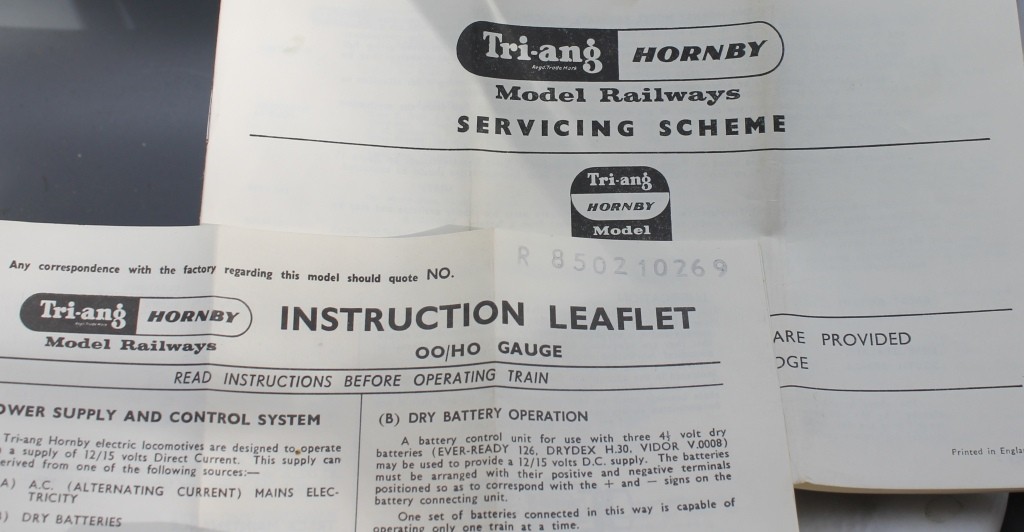 Tri-ang HORNBY
Regd. Trade Mark
Model Railways
SERVICING SCHEME
Tri-ang
HORNBY
Model
ARE PROVIDED
DGE
Printed in Engla
Any correspondence with the factory regarding this model should quote NO.
R 850210269
Tri-ang HORNBY
Regd. Trade Mark
Model Railways
INSTRUCTION LEAFLET
OO/HO GAUGE
READ INSTRUCTIONS BEFORE OPERATING TRAIN
OWER SUPPLY AND CONTROL SYSTEM
Tri-ang Hornby electric locomotives are designed to operate
a supply of 12/15 volts Direct Current. This supply can
erived from one of the following sources:—
A) A.C. (ALTERNATING CURRENT) MAINS ELEC-
TRICITY
) DRY BATTERIES
(B) DRY BATTERY OPERATION
A battery control unit for use with three 4½ volt dry
batteries (EVER-READY 126, DRYDEX H.30, VIDOR V.0008)
may be used to provide a 12/15 volts D.C. supply. The batteries
must be arranged with their positive and negative terminals
positioned so as to correspond with the + and — signs on the
battery connecting unit.
One set of batteries connected in this way is capable of
operating only one train at a time.